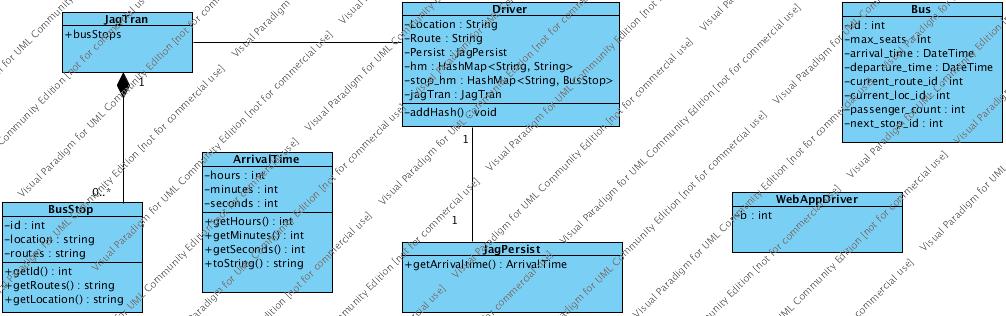 JagTran
+busStops
1
0..*
BusStop
-id : int
-location : string
-routes : string
+getId() : int
+getRoutes() : string
+getLocation() : string
ArrivalTime
-hours : int
-minutes : int
-seconds : int
+getHours() : int
+getMinutes() : int
+getSeconds() : int
+toString() : string
Driver
-Location : String
-Route : String
-Persist : JagPersist
-hm : HashMap<String, String>
-stop_hm : HashMap<String, BusStop>
-jagTran : JagTran
-addHash() : void
1
1
JagPersist
+getArrivaltime() : ArrivalTime
Bus
-id : int
-max_seats : int
-arrival_time : DateTime
-departure_time : DateTime
-current_route_id : int
-current_loc_id : int
-passenger_count : int
-next_stop_id : int
WebAppDriver
-b : int
Visual Paradigm for UML Community Edition [not for commercial use]